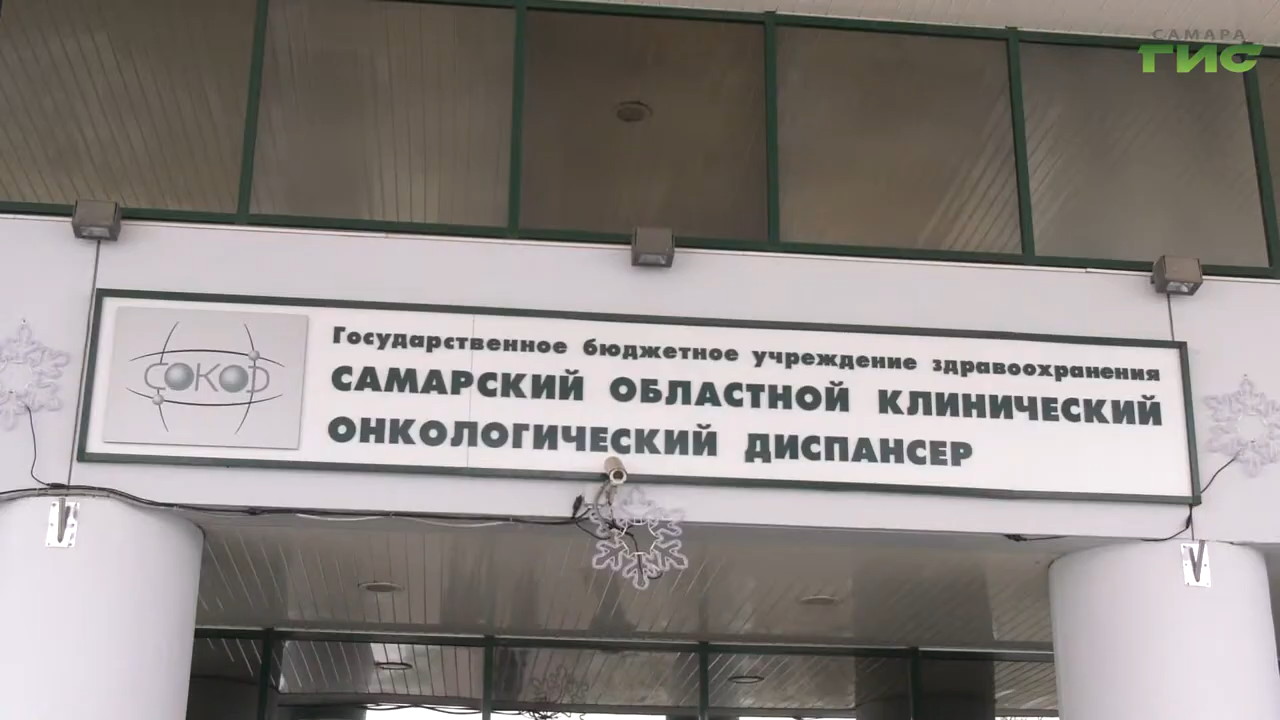 САМАРА
ГИС
СОКОД
Государственное бюджетное учреждение здравоохранения
САМАРСКИЙ ОБЛАСТНОЙ КЛИНИЧЕСКИЙ
ОНКОЛОГИЧЕСКИЙ ДИСПАНСЕР